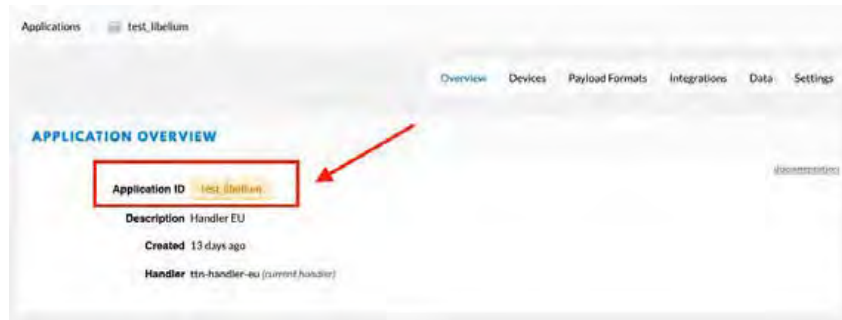 Applications test_libelium
Overview Devices Payload Formats Integrations Data Settings
APPLICATION OVERVIEW
documentation
Application ID test_libelium
Description Handler EU
Created 13 days ago
Handler ttn-handler-eu (current handler)